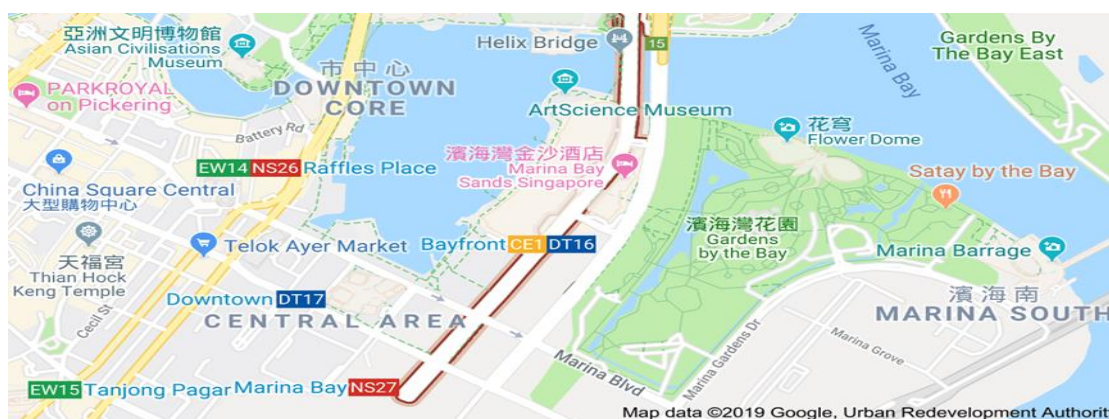 亞洲文明博物館
Asian Civilisations
Museum
Helix Bridge
15
Gardens By
The Bay East
Marina Bay
市中心
DOWNTOWN
CORE
PARKROYAL
on Pickering
ArtScience Museum
Battery Rd
花穹
Flower Dome
濱海灣金沙酒店
Marina Bay
Sands Singapore
EW14 NS26 Raffles Place
Satay by the Bay
China Square Central
大型購物中心
濱海灣花園
Gardens
by the Bay
Telok Ayer Market
Bayfront CE1 DT16
Marina Barrage
天福宮
Thian Hock
Keng Temple
濱海南
MARINA SOUTH
Downtown DT17
Cecil St
CENTRAL AREA
Marina Gardens Dr
Marina Grove
Marina Blvd
EW15 Tanjong Pagar
Marina Bay NS27
Map data ©2019 Google, Urban Redevelopment Authorit